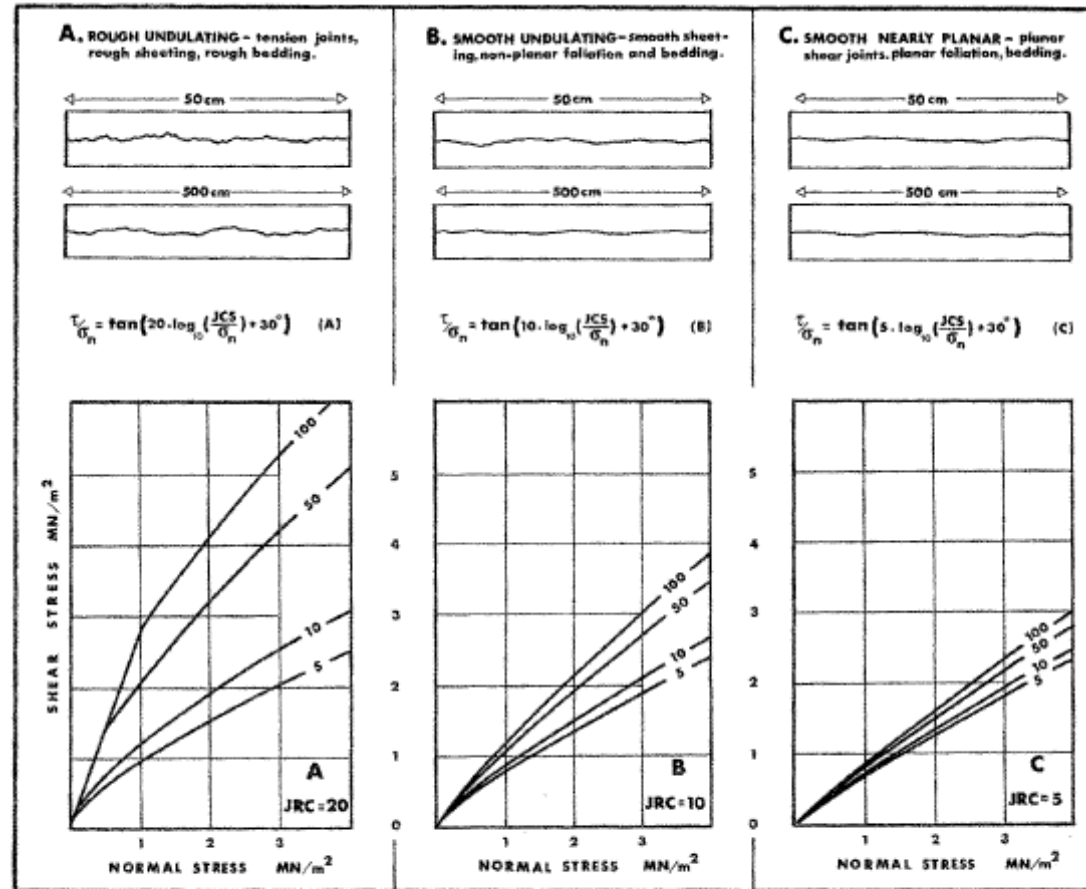 A. ROUGH UNDULATING – tension joints,
rough sheeting, rough bedding.
50 cm
500 cm
τ/σn = tan(20·log10(JCS/σn) + 30°) (A)
SHEAR STRESS MN/m²
100
50
10
5
A
JRC = 20
1 2 3
NORMAL STRESS MN/m²
B. SMOOTH UNDULATING – smooth sheet-
ing, non-planar foliation and bedding.
50 cm
500 cm
τ/σn = tan(10·log10(JCS/σn) + 30°) (B)
5
4
3
2
1
0
100
50
10
5
B
JRC = 10
1 2 3
NORMAL STRESS MN/m²
C. SMOOTH NEARLY PLANAR – planar
shear joints, planar foliation, bedding.
50 cm
500 cm
τ/σn = tan(5·log10(JCS/σn) + 30°) (C)
5
4
3
2
1
0
100
50
10
5
C
JRC = 5
1 2 3
NORMAL STRESS MN/m²